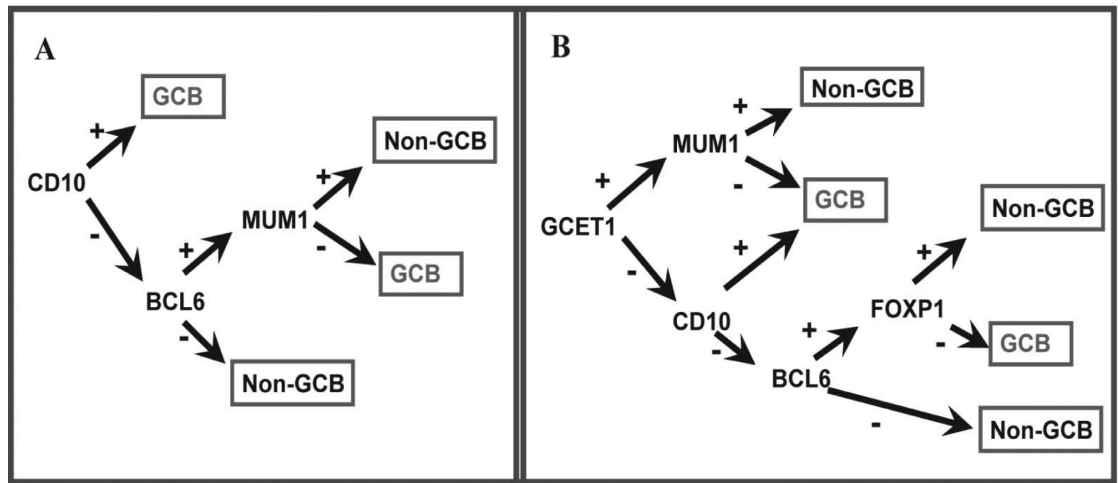 A
GCB
+
CD10
-
Non-GCB
+
MUM1
-
+
GCB
BCL6
-
Non-GCB
B
Non-GCB
+
MUM1
-
+
GCB
GCET1
+
-
CD10
-
Non-GCB
+
FOXP1
-
+
GCB
BCL6
-
Non-GCB